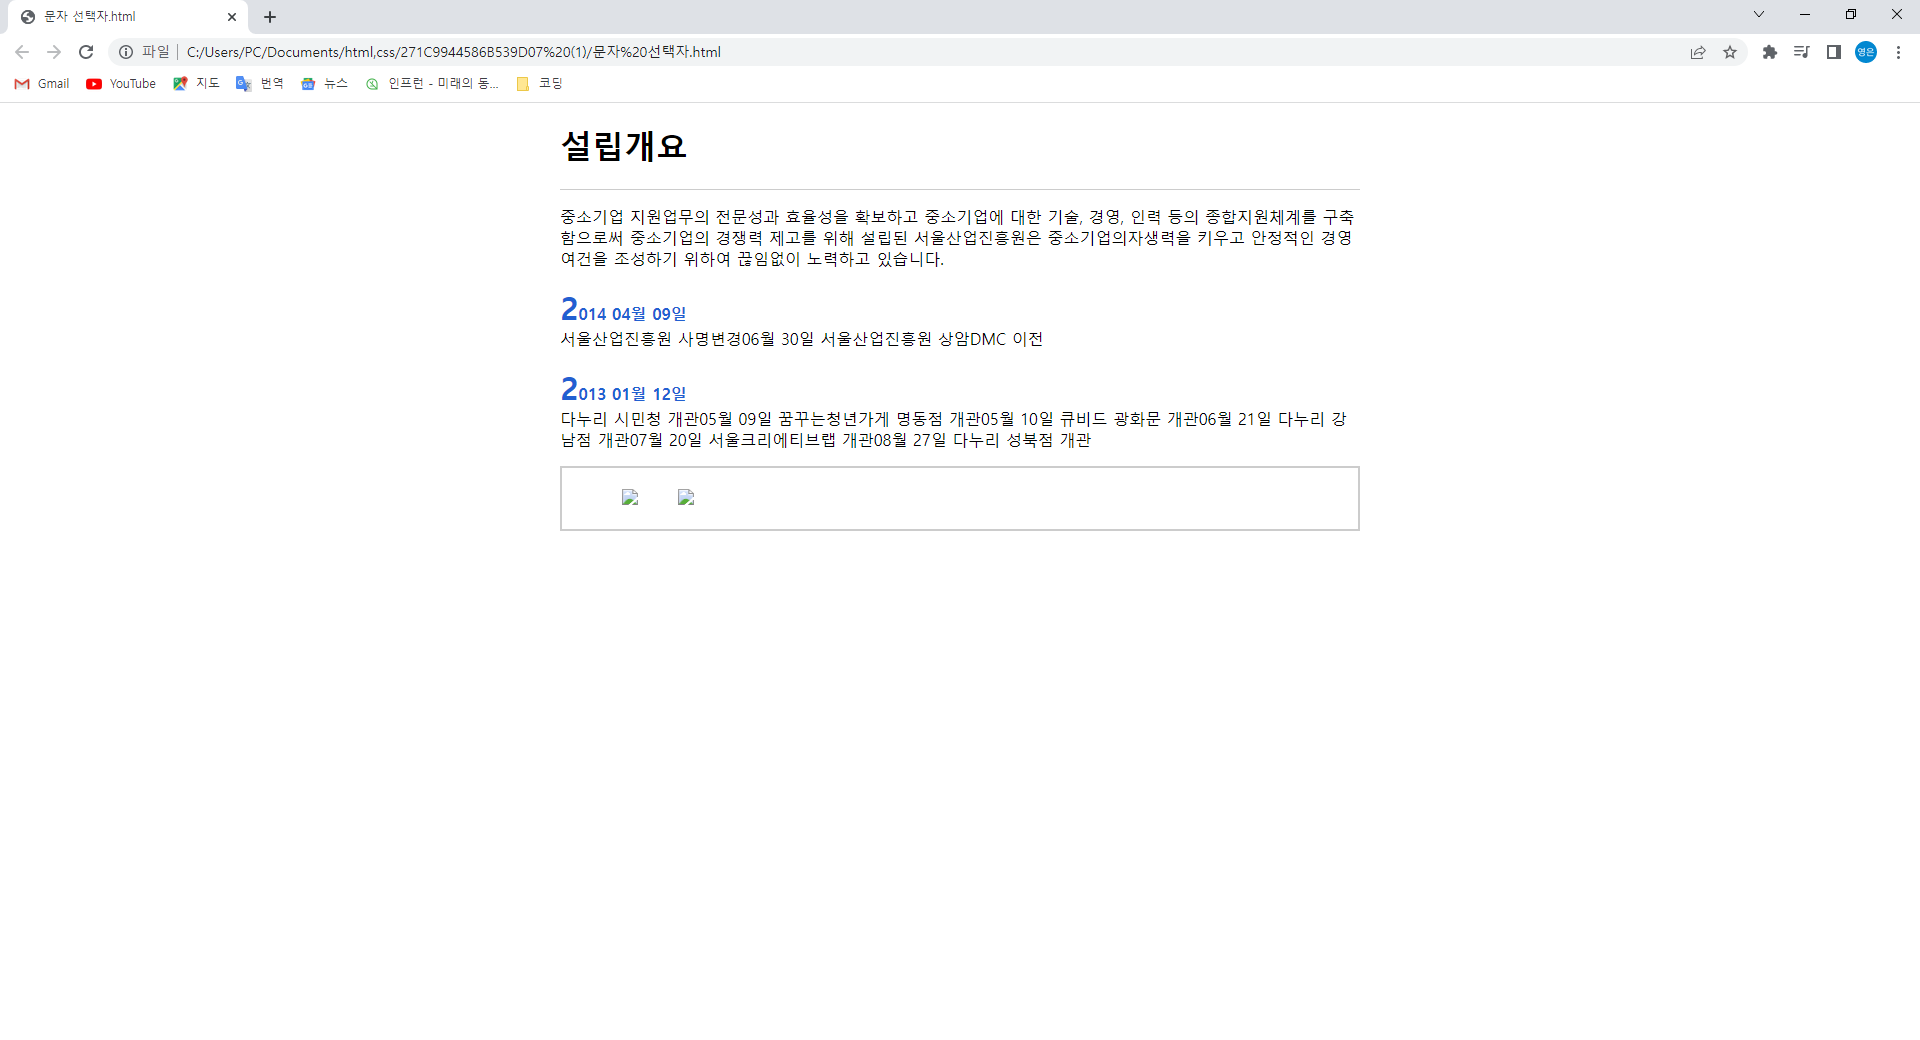 문자 선택자.html
파일 C:/Users/PC/Documents/html,css/271C9944586B539D07%20(1)/문자%20선택자.html
영은
Gmail YouTube 지도 번역 뉴스 인프런 - 미래의 동... 코딩
설립개요
중소기업 지원업무의 전문성과 효율성을 확보하고 중소기업에 대한 기술, 경영, 인력 등의 종합지원체계를 구축
함으로써 중소기업의 경쟁력 제고를 위해 설립된 서울산업진흥원은 중소기업의자생력을 키우고 안정적인 경영
여건을 조성하기 위하여 끊임없이 노력하고 있습니다.
2014 04월 09일
서울산업진흥원 사명변경06월 30일 서울산업진흥원 상암DMC 이전
2013 01월 12일
다누리 시민청 개관05월 09일 꿈꾸는청년가게 명동점 개관05월 10일 큐비드 광화문 개관06월 21일 다누리 강
남점 개관07월 20일 서울크리에티브랩 개관08월 27일 다누리 성북점 개관